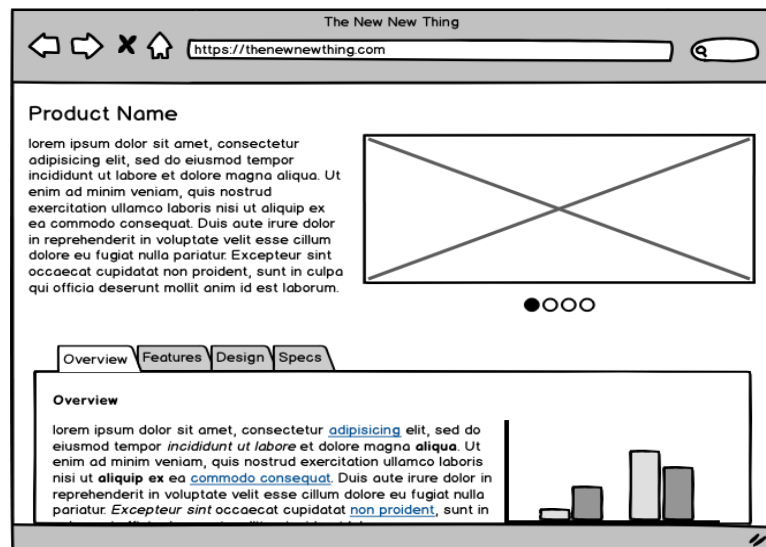 The New New Thing
https://thenewnewthing.com
Product Name
lorem ipsum dolor sit amet, consectetur
adipisicing elit, sed do eiusmod tempor
incididunt ut labore et dolore magna aliqua. Ut
enim ad minim veniam, quis nostrud
exercitation ullamco laboris nisi ut aliquip ex
ea commodo consequat. Duis aute irure dolor
in reprehenderit in voluptate velit esse cillum
dolore eu fugiat nulla pariatur. Excepteur sint
occaecat cupidatat non proident, sunt in culpa
qui officia deserunt mollit anim id est laborum.
Overview Features Design Specs
Overview
lorem ipsum dolor sit amet, consectetur adipisicing elit, sed do
eiusmod tempor incididunt ut labore et dolore magna aliqua. Ut
enim ad minim veniam, quis nostrud exercitation ullamco laboris
nisi ut aliquip ex ea commodo consequat. Duis aute irure dolor in
reprehenderit in voluptate velit esse cillum dolore eu fugiat nulla
pariatur. Excepteur sint occaecat cupidatat non proident, sunt in